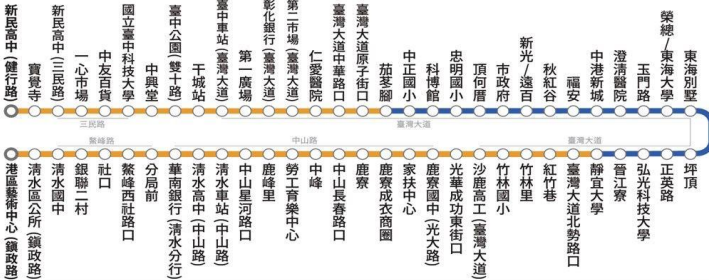 新民高中(健行路)
寶覺寺
新民高中(三民路)
一心市場
中友百貨
國立臺中科技大學
中興堂
臺中公園(雙十路)
干城站
臺中車站(臺灣大道)
第一廣場
彰化銀行(臺灣大道)
第二市場(臺灣大道)
仁愛醫院
臺灣大道中華路口
臺灣大道原子街口
茄苳腳
中正國小
科博館
忠明國小
頂何厝
市政府
新光/遠百
秋紅谷
福安
中港新城
澄清醫院
玉門路
榮總/東海大學
東海別墅
三民路
臺灣大道
鰲峰路
中山路
臺灣大道
港區藝術中心(鎮政路)
清水區公所(鎮政路)
清水國中
銀聯二村
社口
鰲峰西社路口
分局前
華南銀行(清水分行)
清水高中(中山路)
清水車站(中山路)
中山星河路口
鹿峰里
勞工育樂中心
中峰
中山長春路口
鹿寮
鹿寮成衣商圈
家扶中心
鹿寮國中(光大路)
光華成功東街口
沙鹿高工(臺灣大道)
竹林國小
竹林里
紅竹巷
臺灣大道北勢路口
靜宜大學
晉江寮
弘光科技大學
正英路
坪頂